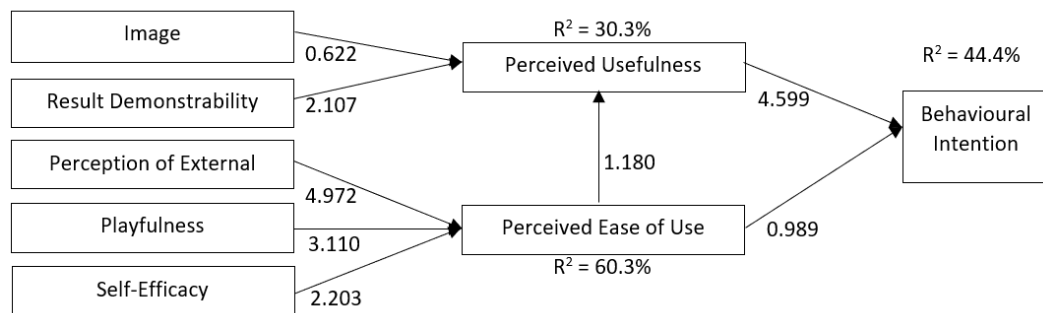 Image
0.622
Result Demonstrability
2.107
Perception of External
4.972
Playfulness
3.110
Self-Efficacy
2.203
R² = 30.3%
Perceived Usefulness
4.599
1.180
Perceived Ease of Use
0.989
R² = 60.3%
R² = 44.4%
Behavioural
Intention